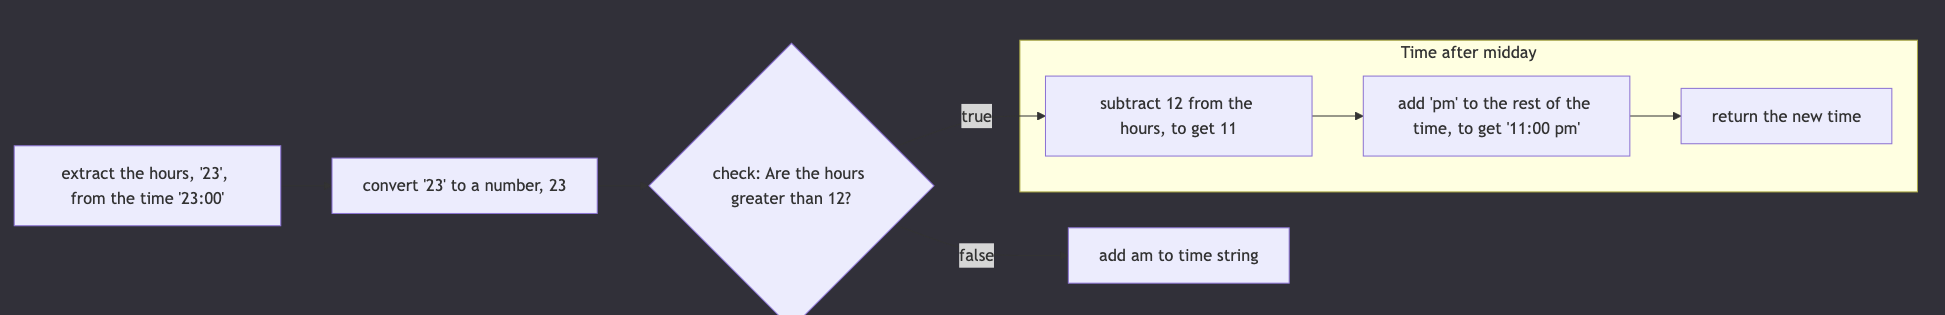 extract the hours, '23',
from the time '23:00'
convert '23' to a number, 23
check: Are the hours
greater than 12?
true
false
Time after midday
subtract 12 from the
hours, to get 11
add 'pm' to the rest of the
time, to get '11:00 pm'
return the new time
add am to time string